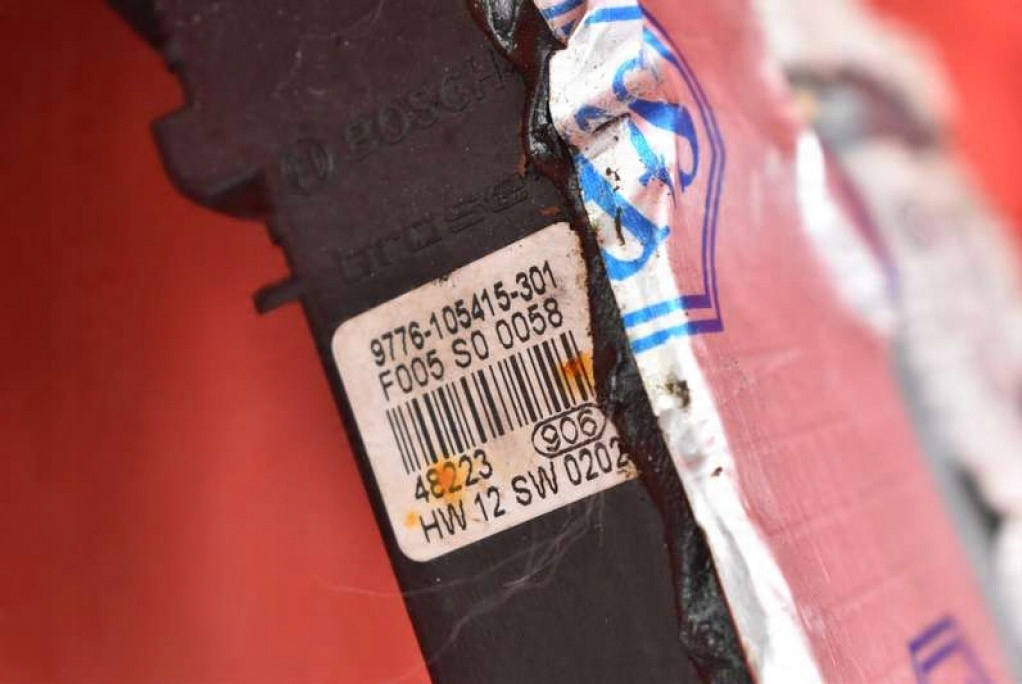 BOSCH
brose
9776-105415-301
F005 S0 0058
906
48223
HW 12 SW 0202